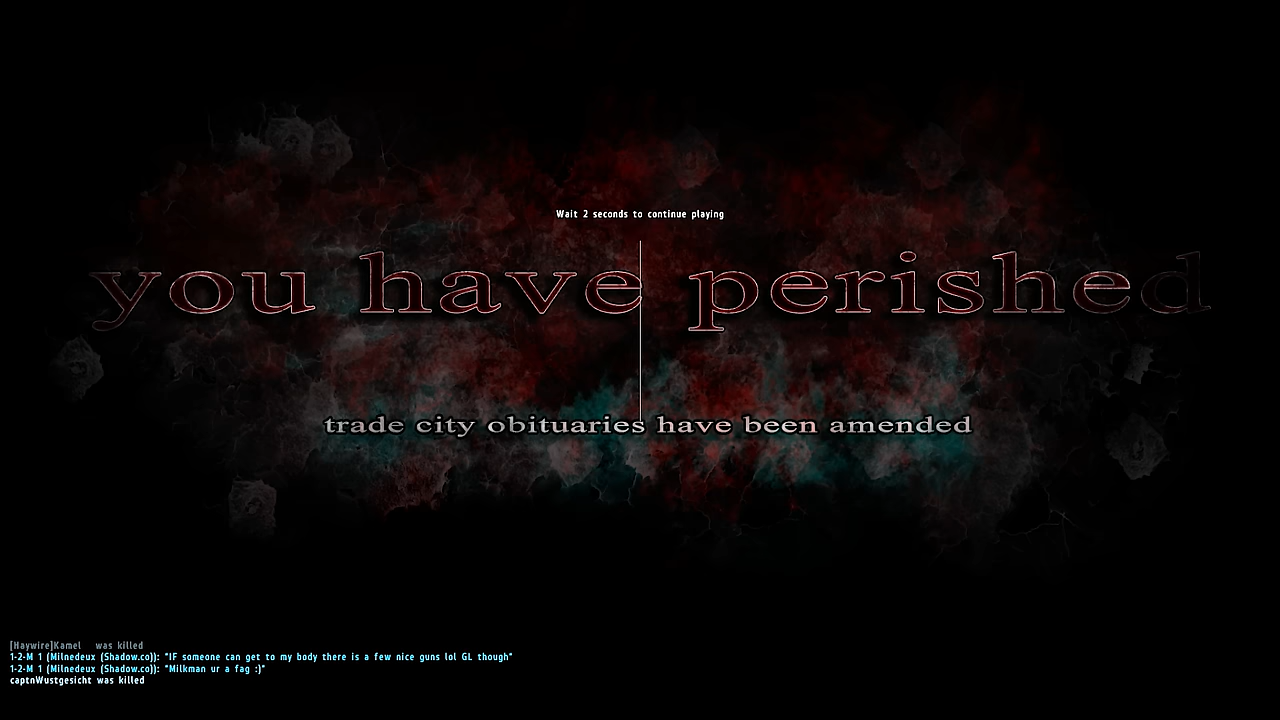 Wait 2 seconds to continue playing
you have perished
trade city obituaries have been amended
[Haywire]Kamel was killed
1-2-M 1 (Milnedeux (Shadow.co)): "IF someone can get to my body there is a few nice guns lol GL though"
1-2-M 1 (Milnedeux (Shadow.co)): "Milkman ur a fag :)"
captnWustgesicht was killed